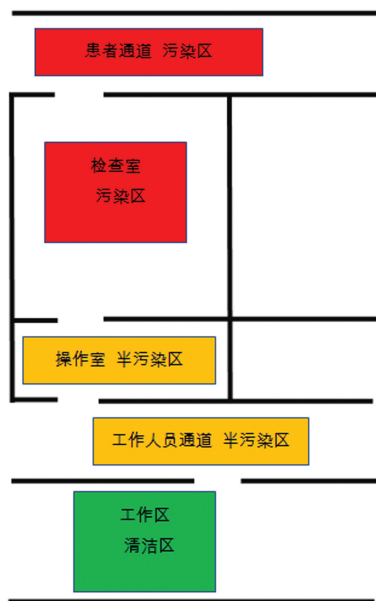 患者通道 污染区
检查室
污染区
操作室 半污染区
工作人员通道 半污染区
工作区
清洁区